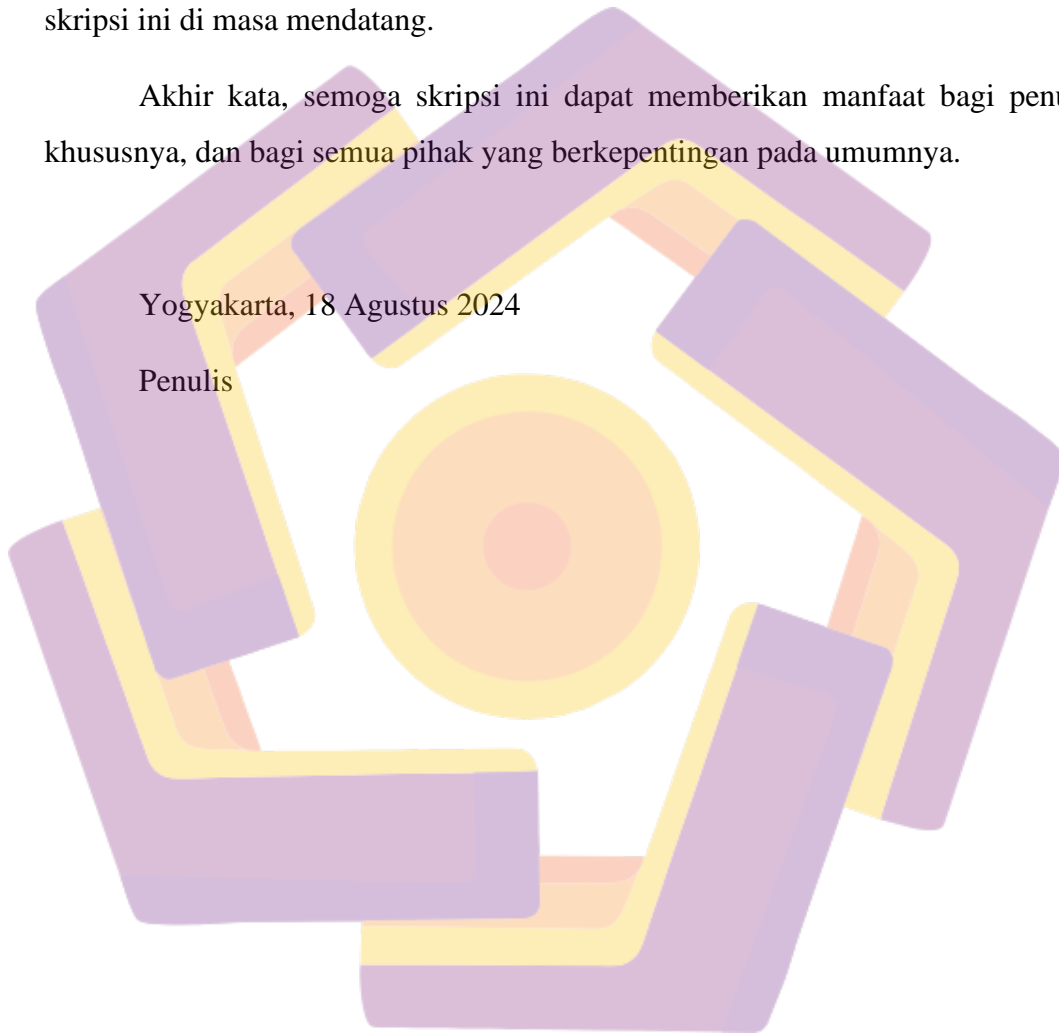 skripsi ini di masa mendatang.
Akhir kata, semoga skripsi ini dapat memberikan manfaat bagi
khususnya, dan bagi semua pihak yang berkepentingan pada umumnya.
Yogyakarta, 18 Agustus 2024
Penulis